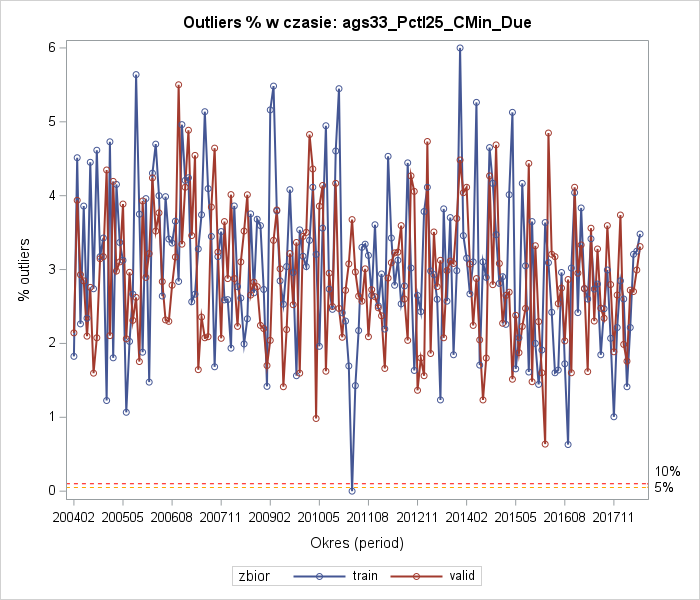 Outliers % w czasie: ags33_Pctl25_CMin_Due
% outliers
6
5
4
3
2
1
0
10%
5%
200402 200505 200608 200711 200902 201005 201108 201211 201402 201505 201608 201711
Okres (period)
zbior train valid